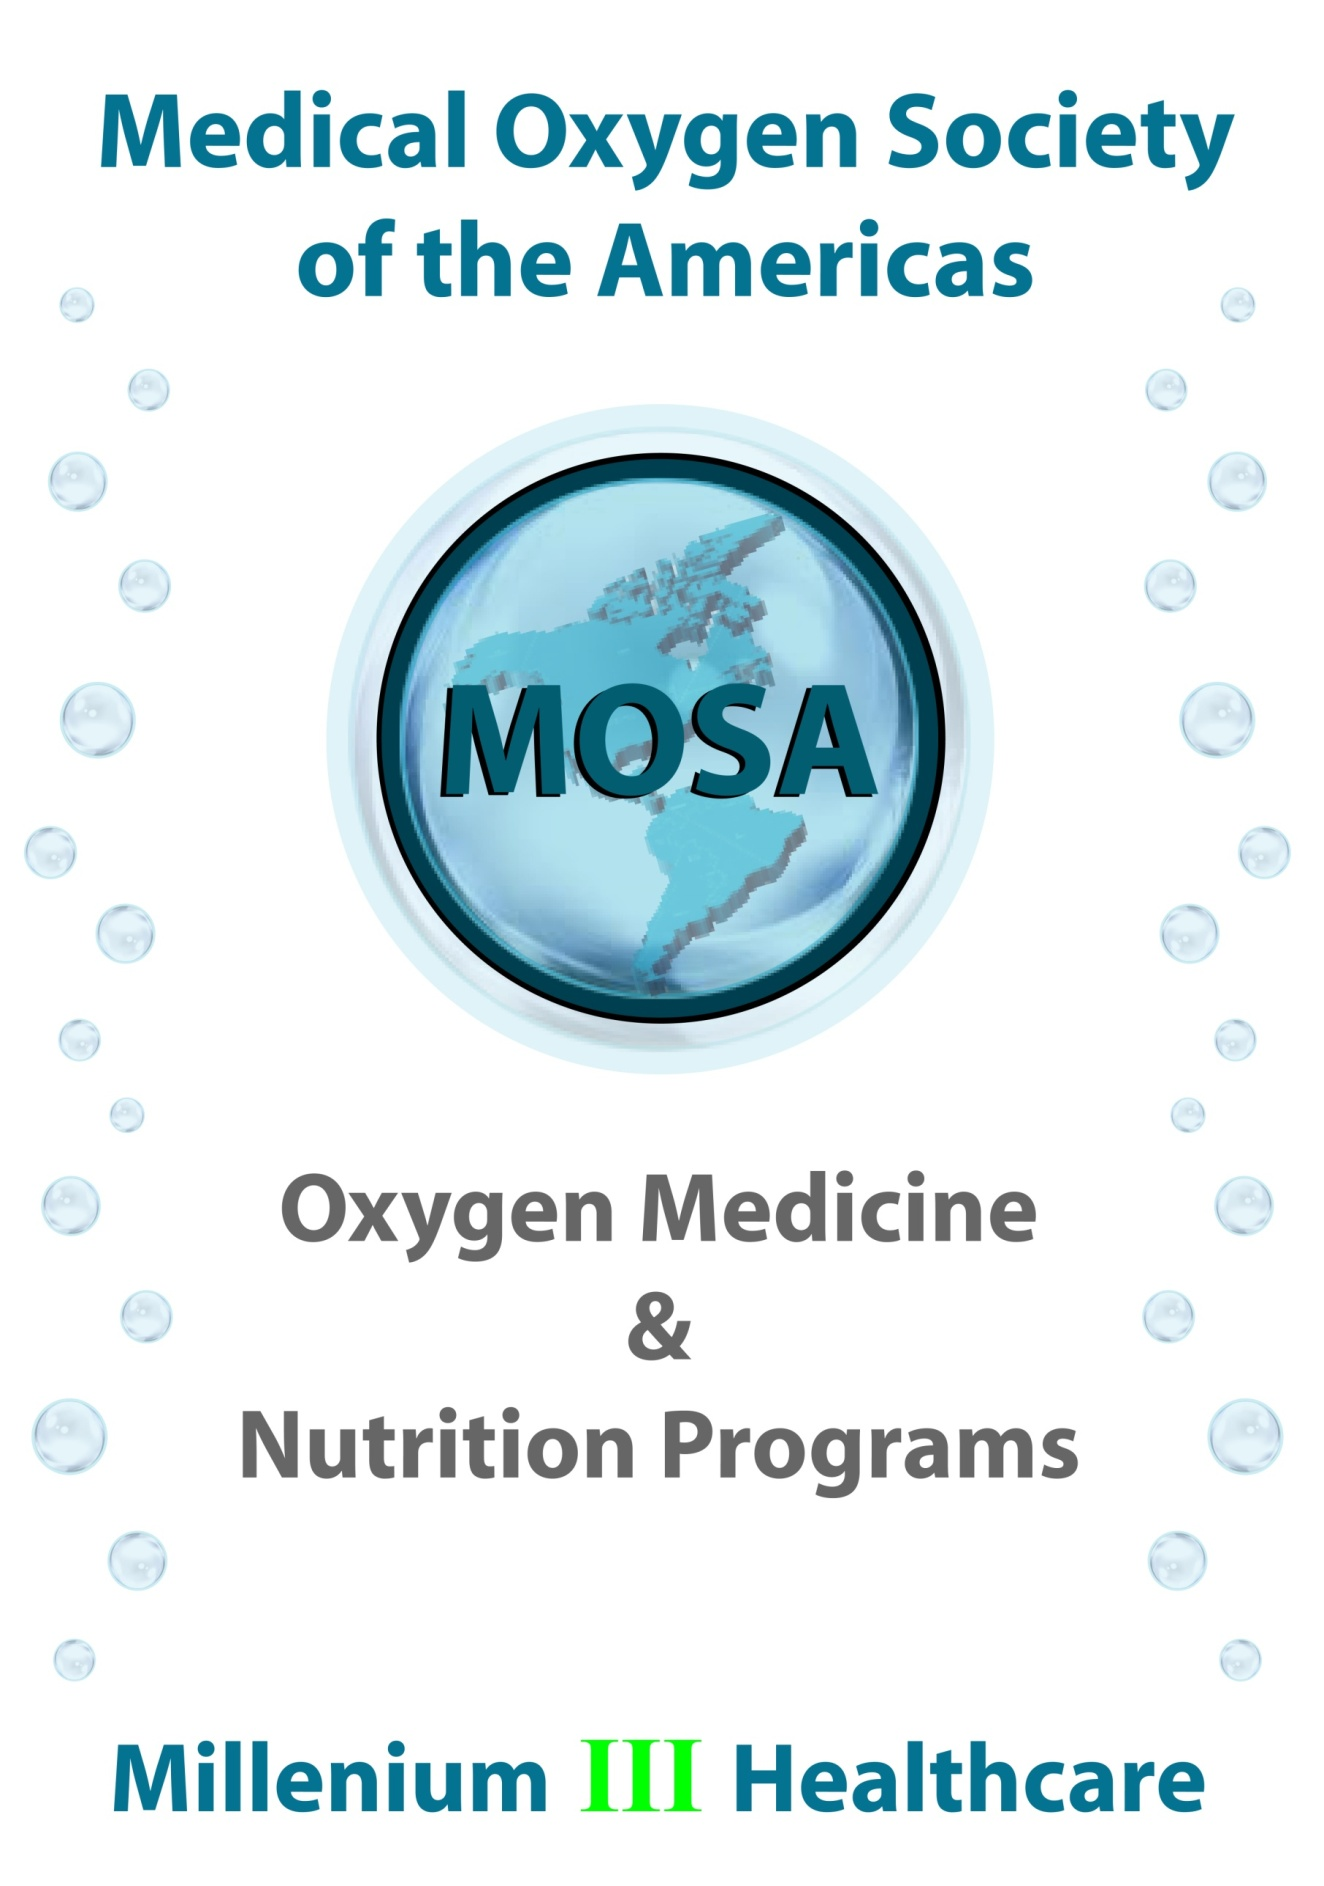 Medical Oxygen Society
of the Americas
MOSA
Oxygen Medicine
&
Nutrition Programs
Millenium III Healthcare